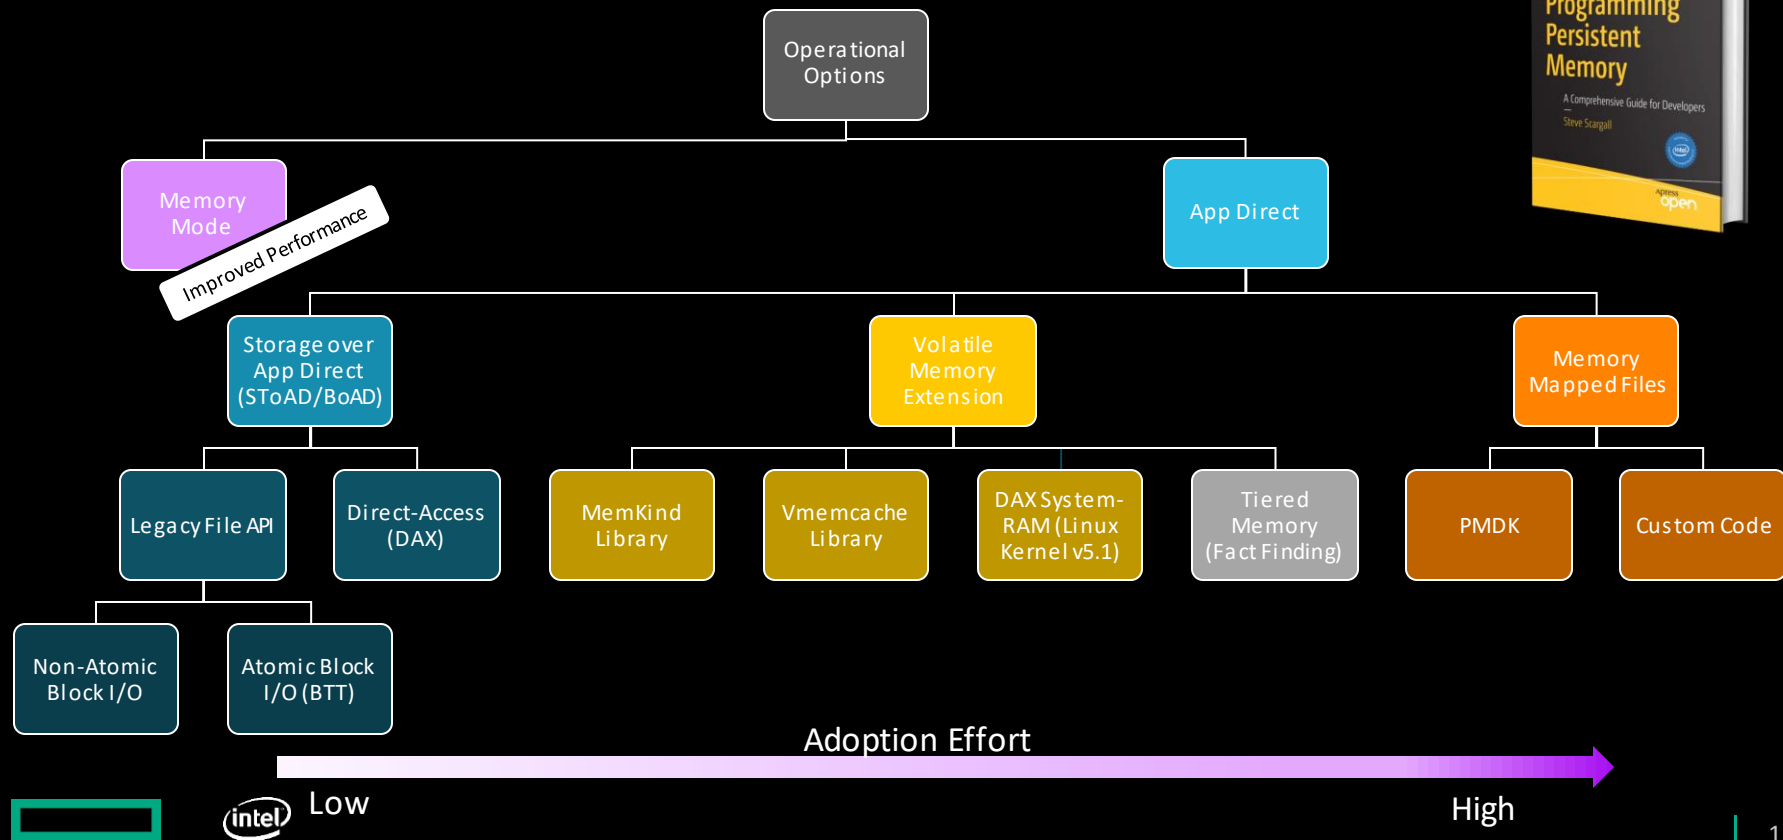 Operational
Options
Programming
Persistent
Memory
A Comprehensive Guide for Developers
Steve Scargall
intel
Apress
open
Memory
Mode
Improved Performance
App Direct
Storage over
App Direct
(SToAD/BoAD)
Volatile
Memory
Extension
Memory
Mapped Files
Legacy File API
Direct-Access
(DAX)
MemKind
Library
Vmemcache
Library
DAX System-
RAM (Linux
Kernel v5.1)
Tiered
Memory
(Fact Finding)
PMDK
Custom Code
Non-Atomic
Block I/O
Atomic Block
I/O (BTT)
Adoption Effort
Low
High
intel
1